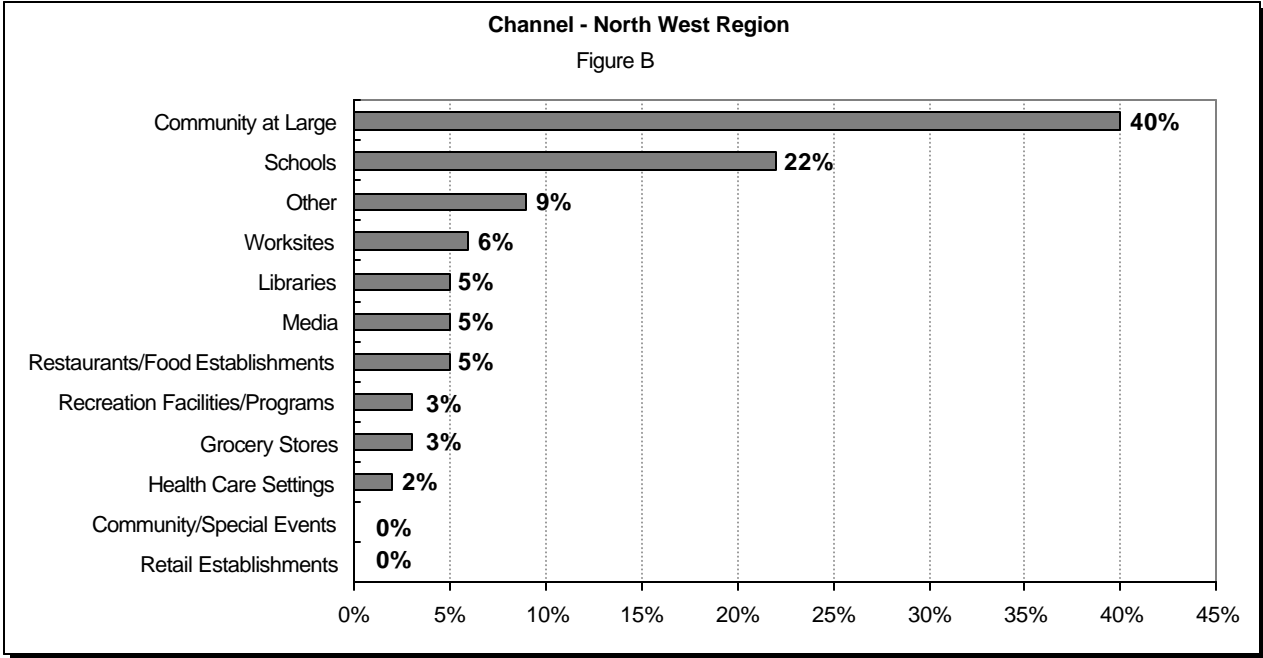 Channel - North West Region
Figure B
Community at Large 40%
Schools 22%
Other 9%
Worksites 6%
Libraries 5%
Media 5%
Restaurants/Food Establishments 5%
Recreation Facilities/Programs 3%
Grocery Stores 3%
Health Care Settings 2%
Community/Special Events 0%
Retail Establishments 0%
0% 5% 10% 15% 20% 25% 30% 35% 40% 45%